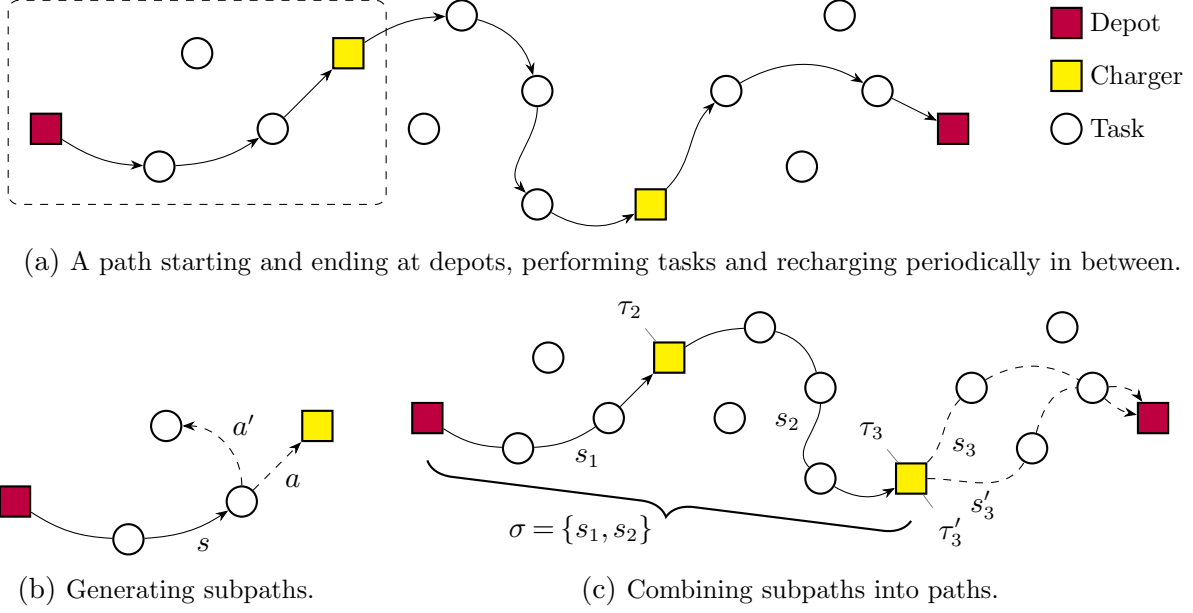 Depot
Charger
Task
(a) A path starting and ending at depots, performing tasks and recharging periodically in between.
a′
a
s
(b) Generating subpaths.
τ₂
s₁
s₂
τ₃
s₃
s′₃
τ′₃
σ = {s₁, s₂}
(c) Combining subpaths into paths.